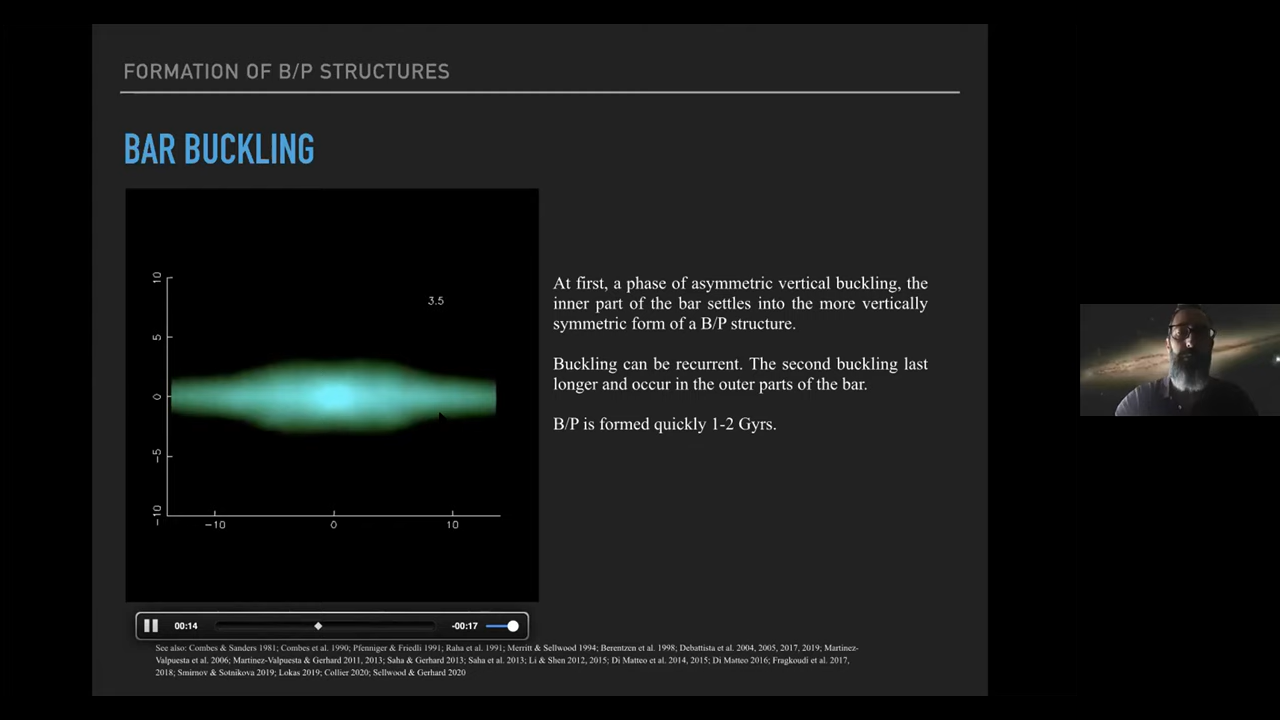 FORMATION OF B/P STRUCTURES
BAR BUCKLING
10
5
0
−5
−10
3.5
−10
0
10
At first, a phase of asymmetric vertical buckling, the
inner part of the bar settles into the more vertically
symmetric form of a B/P structure.
Buckling can be recurrent. The second buckling last
longer and occur in the outer parts of the bar.
B/P is formed quickly 1-2 Gyrs.
00:14
-00:17
See also: Combes & Sanders 1981; Combes et al. 1990; Pfenniger & Friedli 1991; Raha et al. 1991; Merritt & Sellwood 1994; Berentzen et al. 1998; Debattista et al. 2004, 2005, 2017, 2019; Martinez-
Valpuesta et al. 2006; Martinez-Valpuesta & Gerhard 2011, 2013; Saha & Gerhard 2013; Saha et al. 2013; Li & Shen 2012, 2015; Di Matteo et al. 2014, 2015; Di Matteo 2016; Fragkoudi et al. 2017,
2018; Smirnov & Sotnikova 2019; Lokas 2019; Collier 2020; Sellwood & Gerhard 2020